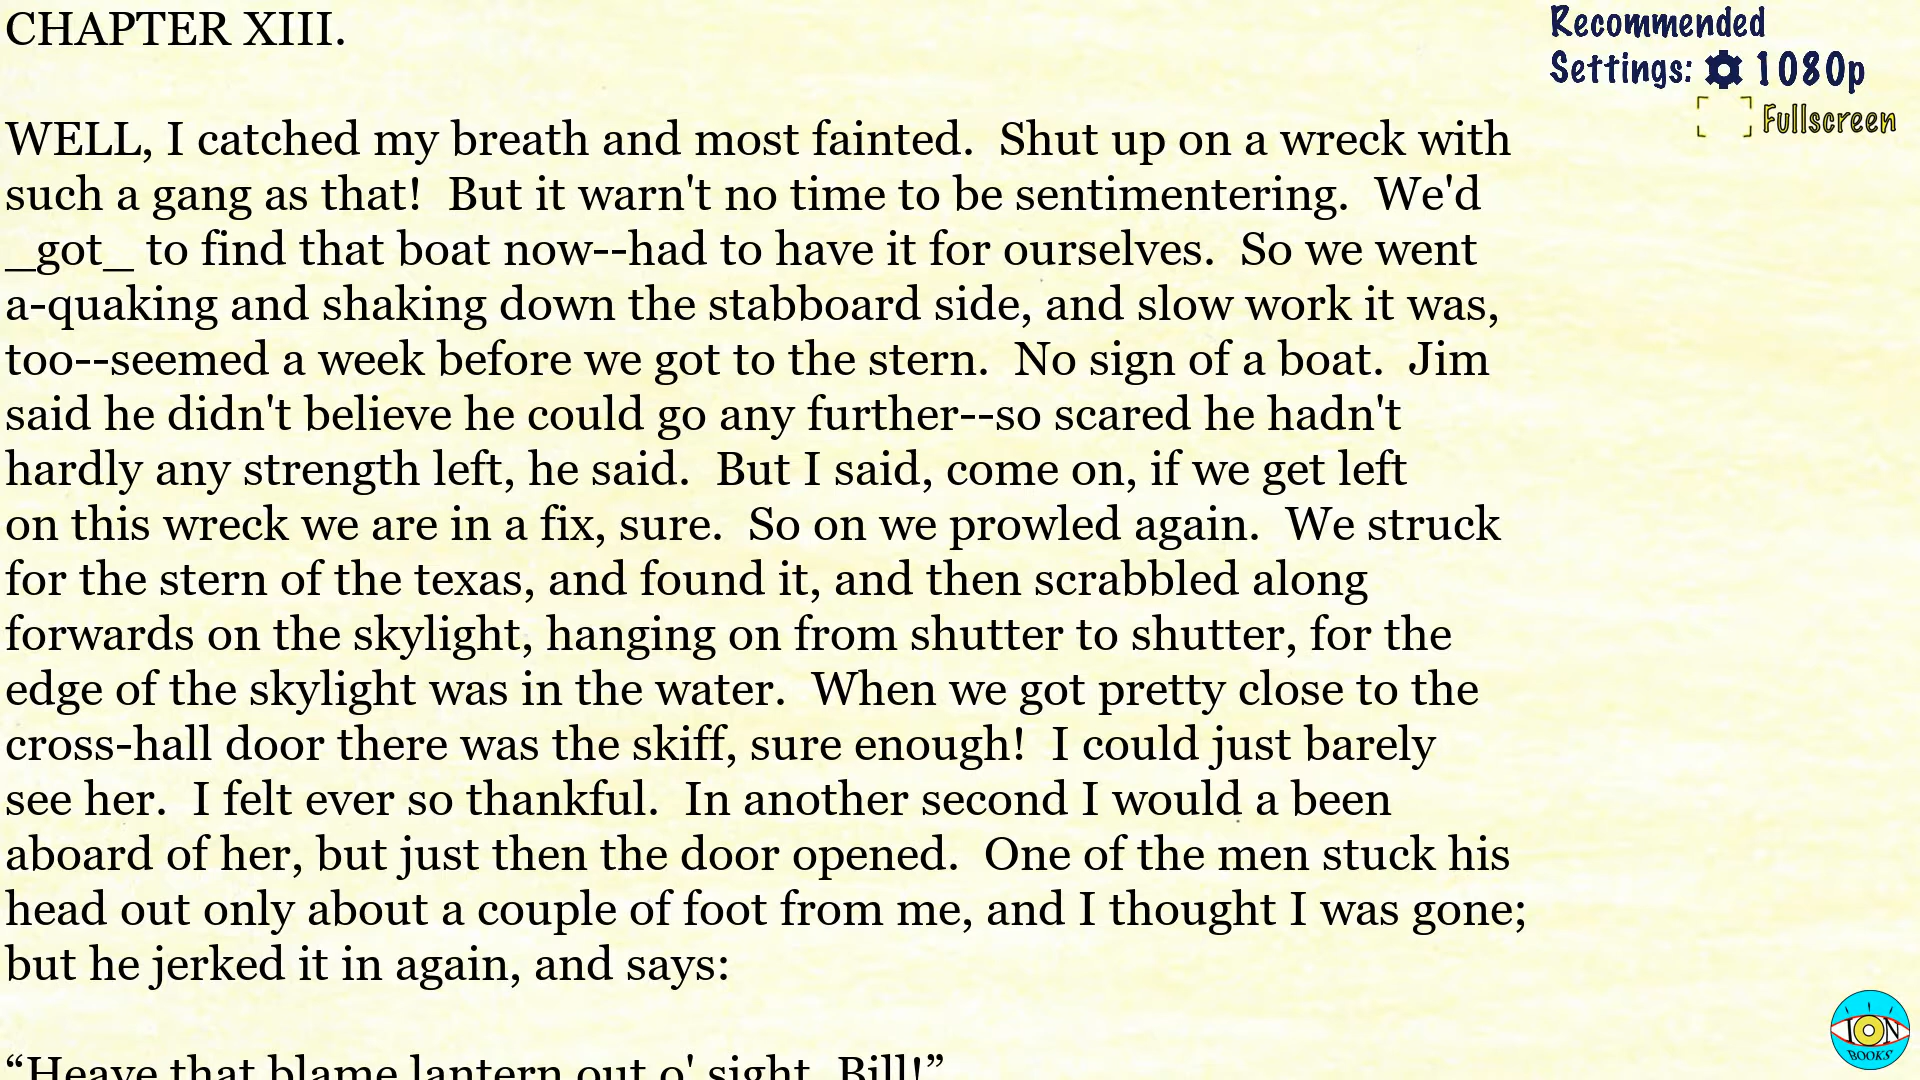 CHAPTER XIII.
Recommended
Settings: 1080p
Fullscreen
WELL, I catched my breath and most fainted.  Shut up on a wreck with
such a gang as that!  But it warn't no time to be sentimentering.  We'd
_got_ to find that boat now--had to have it for ourselves.  So we went
a-quaking and shaking down the stabboard side, and slow work it was,
too--seemed a week before we got to the stern.  No sign of a boat.  Jim
said he didn't believe he could go any further--so scared he hadn't
hardly any strength left, he said.  But I said, come on, if we get left
on this wreck we are in a fix, sure.  So on we prowled again.  We struck
for the stern of the texas, and found it, and then scrabbled along
forwards on the skylight, hanging on from shutter to shutter, for the
edge of the skylight was in the water.  When we got pretty close to the
cross-hall door there was the skiff, sure enough!  I could just barely
see her.  I felt ever so thankful.  In another second I would a been
aboard of her, but just then the door opened.  One of the men stuck his
head out only about a couple of foot from me, and I thought I was gone;
but he jerked it in again, and says:
“Heave that blame lantern out o' sight, Bill!”
ION
BOOKS